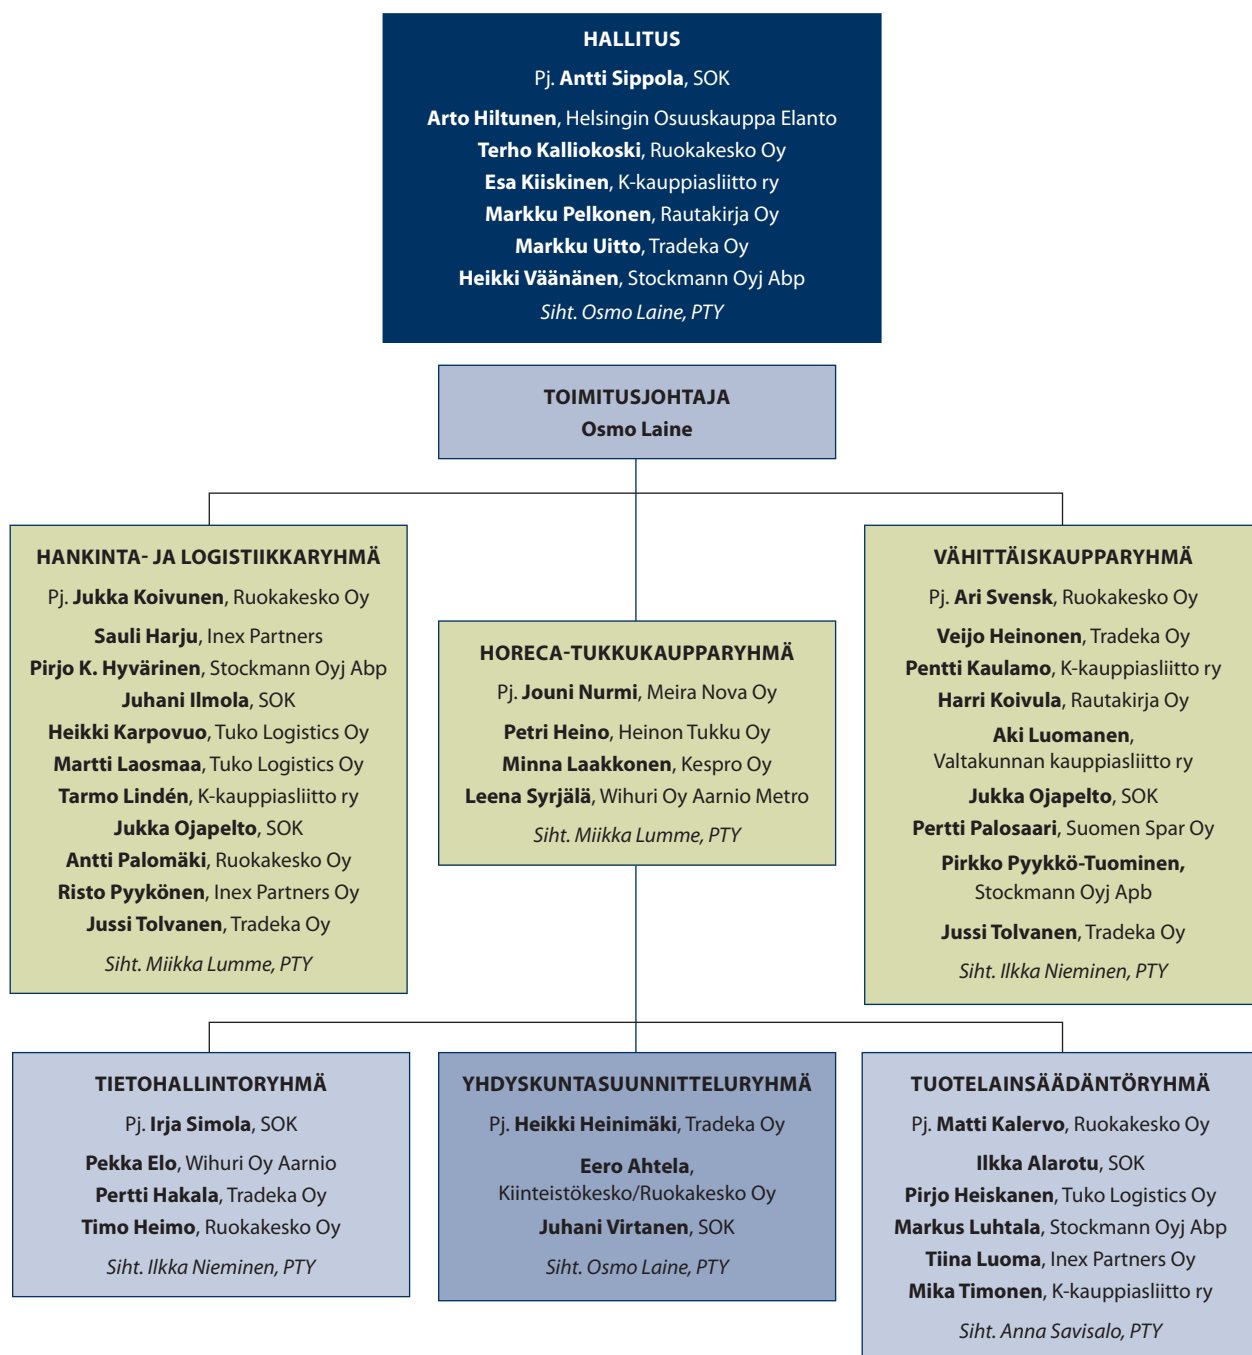 HALLITUS
Pj. Antti Sippola, SOK
Arto Hiltunen, Helsingin Osuuskauppa Elanto
Terho Kalliokoski, Ruokakesko Oy
Esa Kiiskinen, K-kauppiasliitto ry
Markku Pelkonen, Rautakirja Oy
Markku Uitto, Tradeka Oy
Heikki Väänänen, Stockmann Oyj Abp
Siht. Osmo Laine, PTY
TOIMITUSJOHTAJA
Osmo Laine
HANKINTA- JA LOGISTIIKKARYHMÄ
Pj. Jukka Koivunen, Ruokakesko Oy
Sauli Harju, Inex Partners
Pirjo K. Hyvärinen, Stockmann Oyj Abp
Juhani Ilmola, SOK
Heikki Karpovuo, Tuko Logistics Oy
Martti Laosmaa, Tuko Logistics Oy
Tarmo Lindén, K-kauppiasliitto ry
Jukka Ojapelto, SOK
Antti Palomäki, Ruokakesko Oy
Risto Pyykönen, Inex Partners Oy
Jussi Tolvanen, Tradeka Oy
Siht. Miikka Lumme, PTY
HORECA-TUKKUKAUPPARYHMÄ
Pj. Jouni Nurmi, Meira Nova Oy
Petri Heino, Heinon Tukku Oy
Minna Laakkonen, Kespro Oy
Leena Syrjälä, Wihuri Oy Aarnio Metro
Siht. Miikka Lumme, PTY
VÄHITTÄISKAUPPARYHMÄ
Pj. Ari Svensk, Ruokakesko Oy
Veijo Heinonen, Tradeka Oy
Pentti Kaulamo, K-kauppiasliitto ry
Harri Koivula, Rautakirja Oy
Aki Luomanen,
Valtakunnan kauppiasliitto ry
Jukka Ojapelto, SOK
Pertti Palosaari, Suomen Spar Oy
Pirkko Pyykkö-Tuominen,
Stockmann Oyj Apb
Jussi Tolvanen, Tradeka Oy
Siht. Ilkka Nieminen, PTY
TIETOHALLINTORYHMÄ
Pj. Irja Simola, SOK
Pekka Elo, Wihuri Oy Aarnio
Pertti Hakala, Tradeka Oy
Timo Heimo, Ruokakesko Oy
Siht. Ilkka Nieminen, PTY
YHDYSKUNTASUUNNITTELURYHMÄ
Pj. Heikki Heinimäki, Tradeka Oy
Eero Ahtela,
Kiinteistökesko/Ruokakesko Oy
Juhani Virtanen, SOK
Siht. Osmo Laine, PTY
TUOTELAINSÄÄDÄNTÖRYHMÄ
Pj. Matti Kalervo, Ruokakesko Oy
Ilkka Alarotu, SOK
Pirjo Heiskanen, Tuko Logistics Oy
Markus Luhtala, Stockmann Oyj Abp
Tiina Luoma, Inex Partners Oy
Mika Timonen, K-kauppiasliitto ry
Siht. Anna Savisalo, PTY